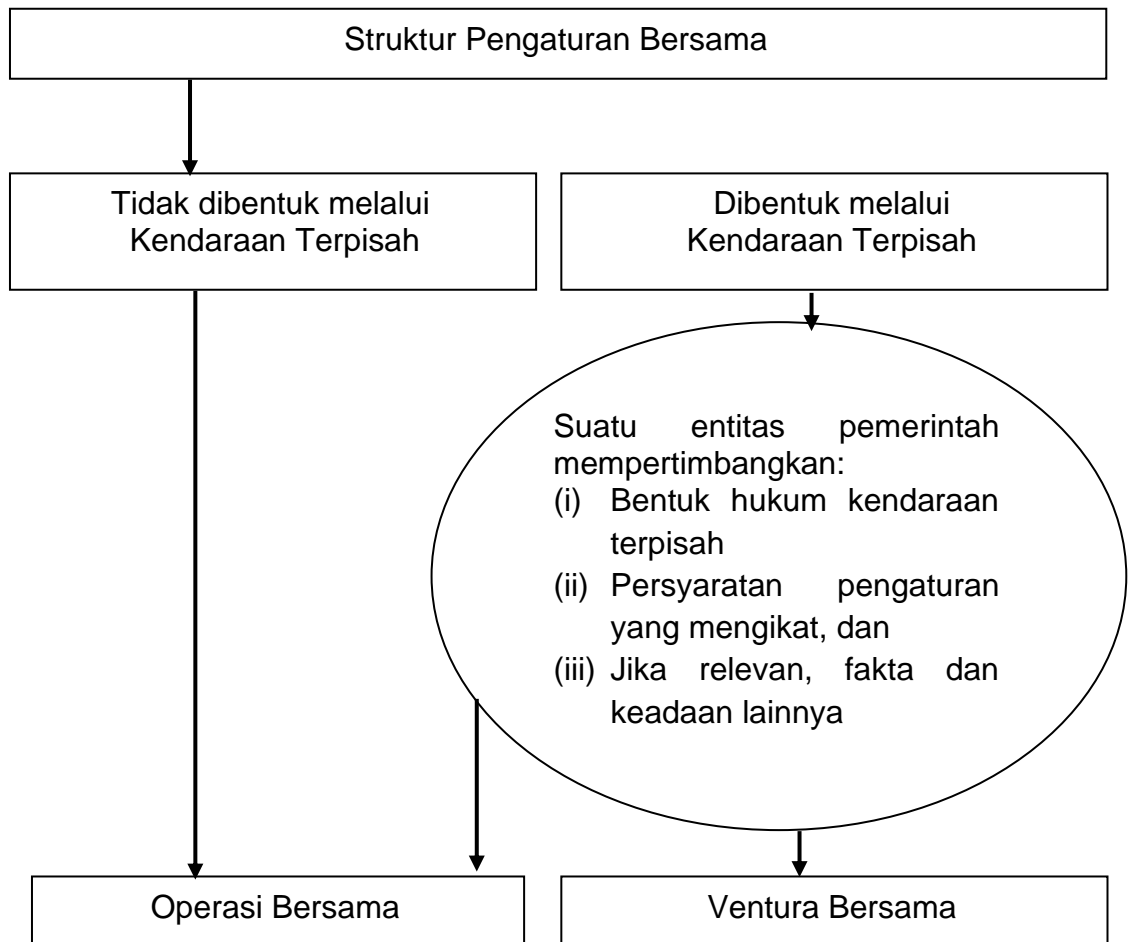 Struktur Pengaturan Bersama
Tidak dibentuk melalui
Kendaraan Terpisah
Dibentuk melalui
Kendaraan Terpisah
Suatu entitas pemerintah
mempertimbangkan:
(i) Bentuk hukum kendaraan
terpisah
(ii) Persyaratan pengaturan
yang mengikat, dan
(iii) Jika relevan, fakta dan
keadaan lainnya
Operasi Bersama
Ventura Bersama